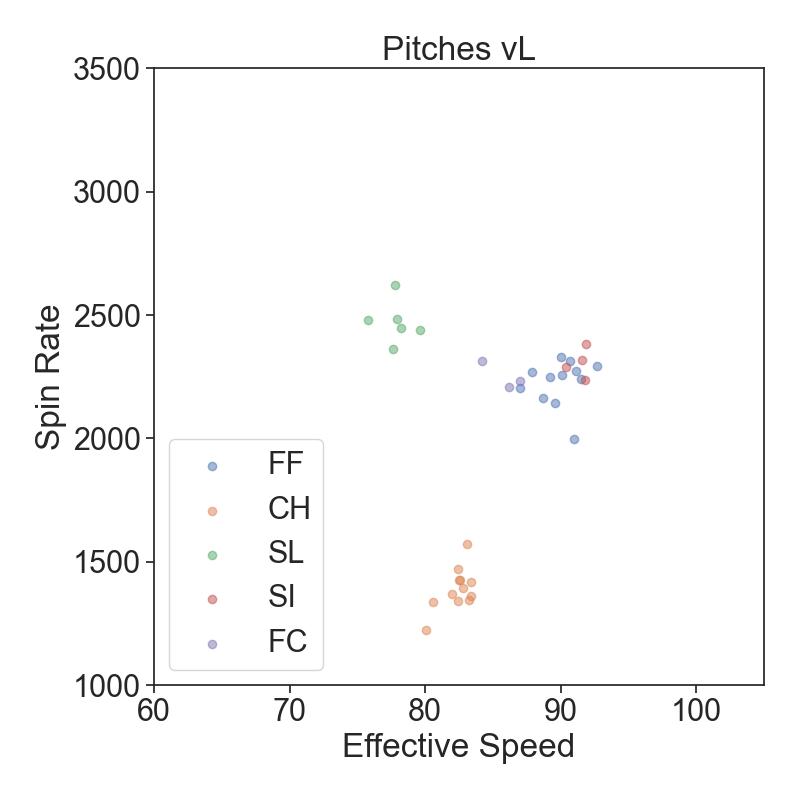 Pitches vL
3500
3000
2500
2000
1500
1000
Spin Rate
FF
CH
SL
SI
FC
60 70 80 90 100
Effective Speed